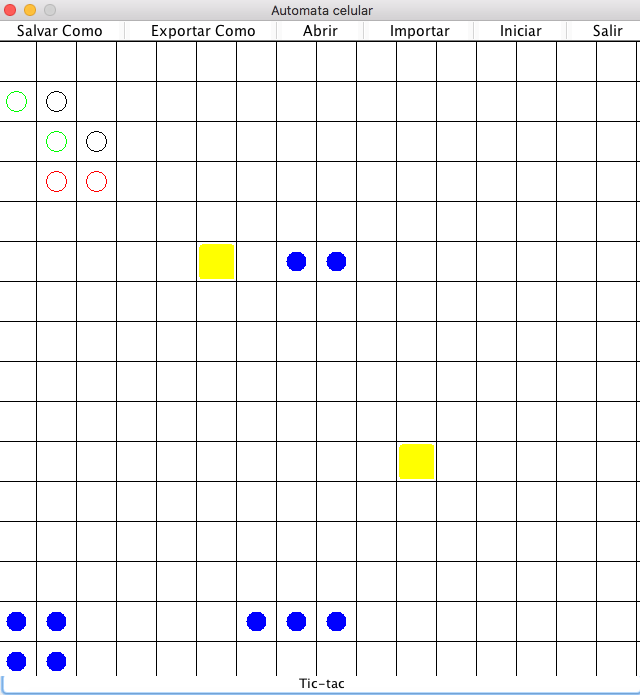 Automata celular
Salvar Como Exportar Como Abrir Importar Iniciar Salir
Tic-tac